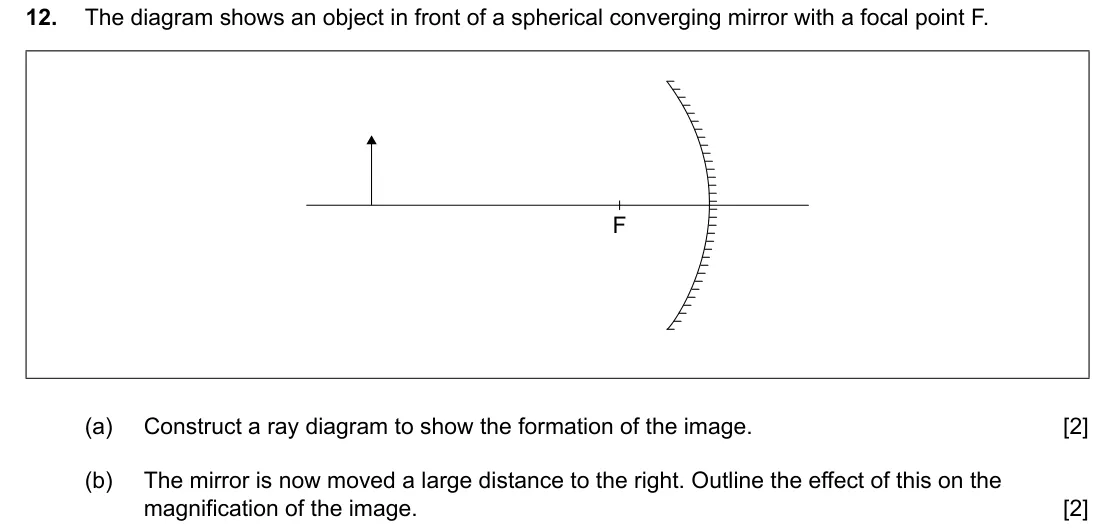 12. The diagram shows an object in front of a spherical converging mirror with a focal point F.
F
(a) Construct a ray diagram to show the formation of the image. [2]
(b) The mirror is now moved a large distance to the right. Outline the effect of this on the
magnification of the image. [2]